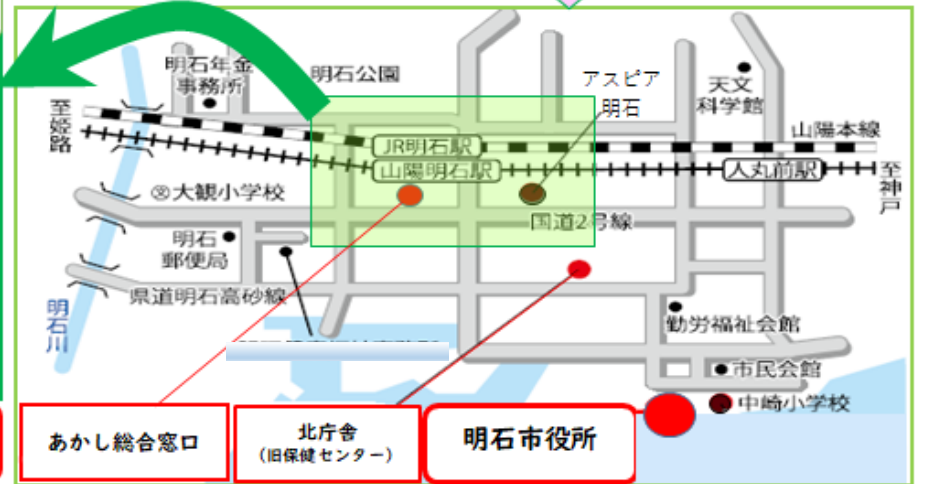 明石年金
事務所
明石公園
アスピア
明石
天文
科学館
至姫路
JR明石駅
山陽本線
山陽明石駅
人丸前駅
至神戸
㊛大観小学校
国道2号線
明石
郵便局
県道明石高砂線
明石川
勤労福祉会館
市民会館
中崎小学校
あかし総合窓口
北庁舎
(旧保健センター)
明石市役所